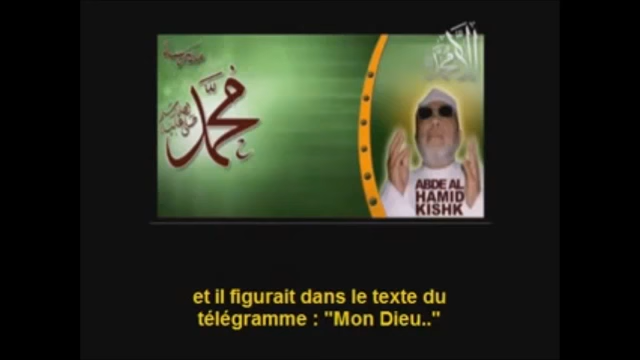 محمد
ABDE AL
HAMID
KISHK
et il figurait dans le texte du
télégramme : "Mon Dieu.."